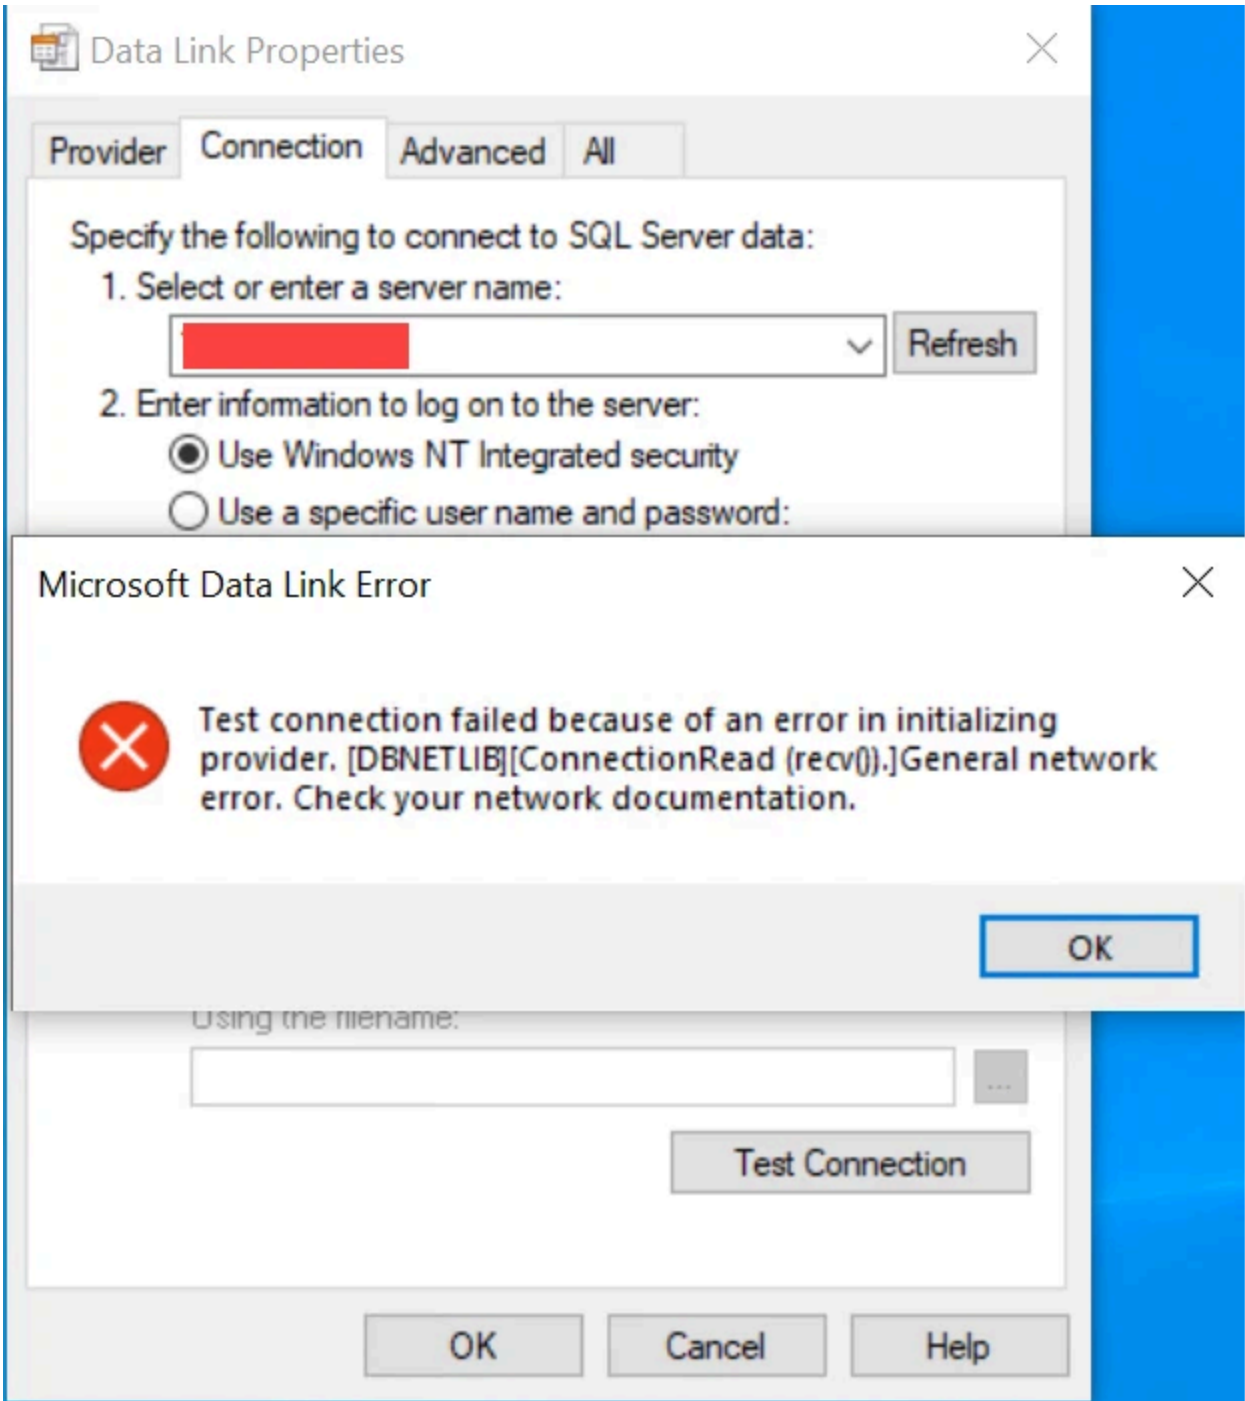 Data Link Properties
Provider
Connection
Advanced
All
Specify the following to connect to SQL Server data:
1. Select or enter a server name:
Refresh
2. Enter information to log on to the server:
Use Windows NT Integrated security
Use a specific user name and password:
Microsoft Data Link Error
Test connection failed because of an error in initializing
provider. [DBNETLIB][ConnectionRead (recv()).]General network
error. Check your network documentation.
OK
Using the filename:
...
Test Connection
OK
Cancel
Help